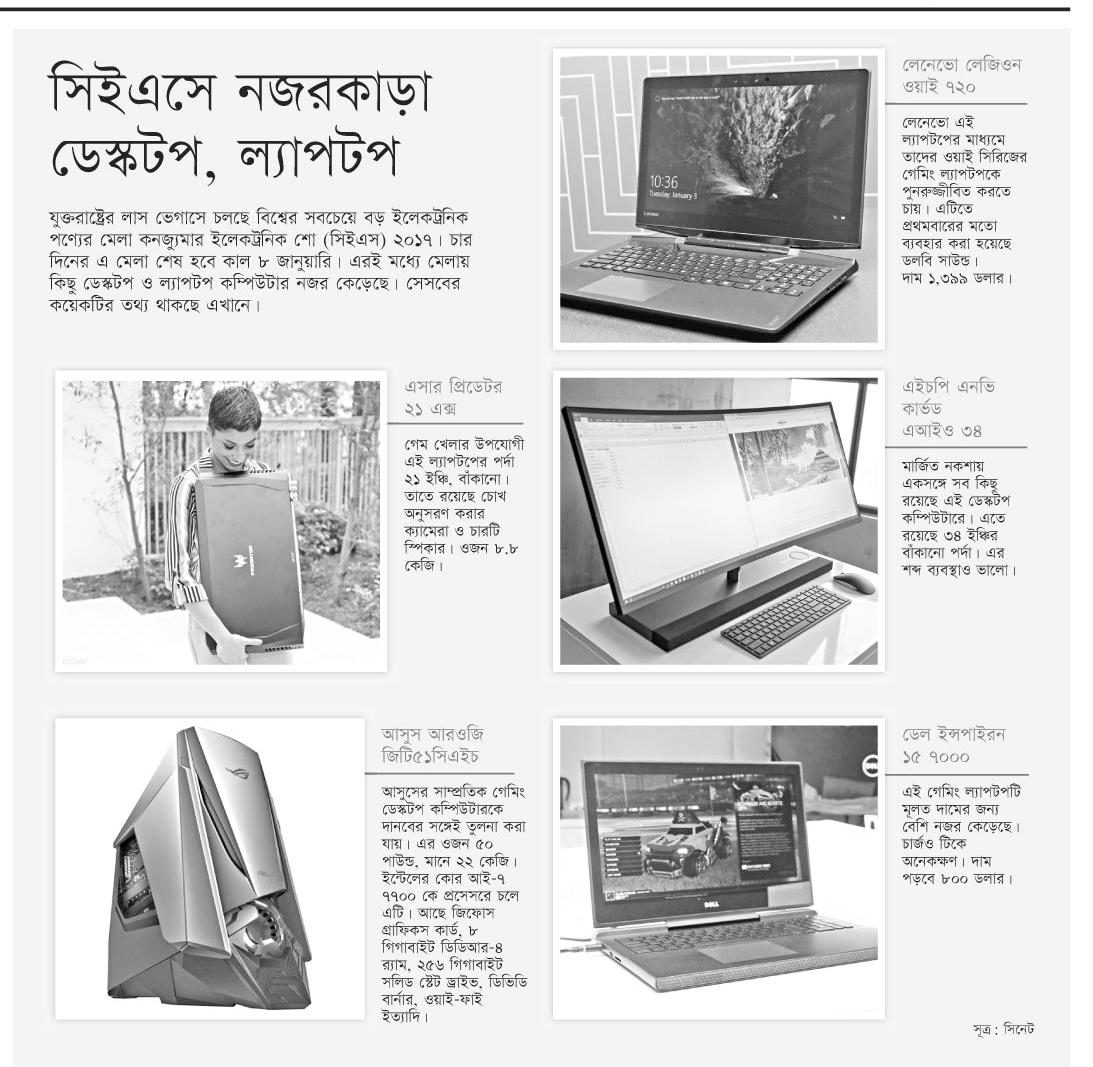 সিইএসে নজরকাড়া
ডেস্কটপ, ল্যাপটপ
যুক্তরাষ্ট্রের লাস ভেগাসে চলছে বিশ্বের সবচেয়ে বড় ইলেকট্রনিক
পণ্যের মেলা কনজ্যুমার ইলেকট্রনিক শো (সিইএস) ২০১৭। চার
দিনের এ মেলা শেষ হবে কাল ৮ জানুয়ারি। এরই মধ্যে মেলায়
কিছু ডেস্কটপ ও ল্যাপটপ কম্পিউটার নজর কেড়েছে। সেসবের
কয়েকটির তথ্য থাকছে এখানে।
10:36
Tuesday, January 3
Lenovo
লেনেভো লেজিওন
ওয়াই ৭২০
লেনেভো এই
ল্যাপটপের মাধ্যমে
তাদের ওয়াই সিরিজের
গেমিং ল্যাপটপকে
পুনরুজ্জীবিত করতে
চায়। এটিতে
প্রথমবারের মতো
ব্যবহার করা হয়েছে
ডলবি সাউন্ড।
দাম ১,৩৯৯ ডলার।
PREDATOR
এসার প্রিডেটর
২১ এক্স
গেম খেলার উপযোগী
এই ল্যাপটপের পর্দা
২১ ইঞ্চি, বাঁকানো।
তাতে রয়েছে চোখ
অনুসরণ করার
ক্যামেরা ও চারটি
স্পিকার। ওজন ৮.৮
কেজি।
এইচপি এনভি
কার্ভড
এআইও ৩৪
মার্জিত নকশায়
একসঙ্গে সব কিছু
রয়েছে এই ডেস্কটপ
কম্পিউটারে। এতে
রয়েছে ৩৪ ইঞ্চির
বাঁকানো পর্দা। এর
শব্দ ব্যবস্থাও ভালো।
আসুস আরওজি
জিটি৫১সিএইচ
আসুসের সাম্প্রতিক গেমিং
ডেস্কটপ কম্পিউটারকে
দানবের সঙ্গেই তুলনা করা
যায়। এর ওজন ৫০
পাউন্ড, মানে ২২ কেজি।
ইন্টেলের কোর আই-৭
৭৭০০ কে প্রসেসরে চলে
এটি। আছে জিফোস
গ্রাফিকস কার্ড, ৮
গিগাবাইট ডিডিআর-৪
র‍্যাম, ২৫৬ গিগাবাইট
সলিড স্টেট ড্রাইভ, ডিভিডি
বার্নার, ওয়াই-ফাই
ইত্যাদি।
DELL
ডেল ইন্সপাইরন
১৫ ৭০০০
এই গেমিং ল্যাপটপটি
মূলত দামের জন্য
বেশি নজর কেড়েছে।
চার্জও টিকে
অনেকক্ষণ। দাম
পড়বে ৮০০ ডলার।
সূত্র : সিনেট